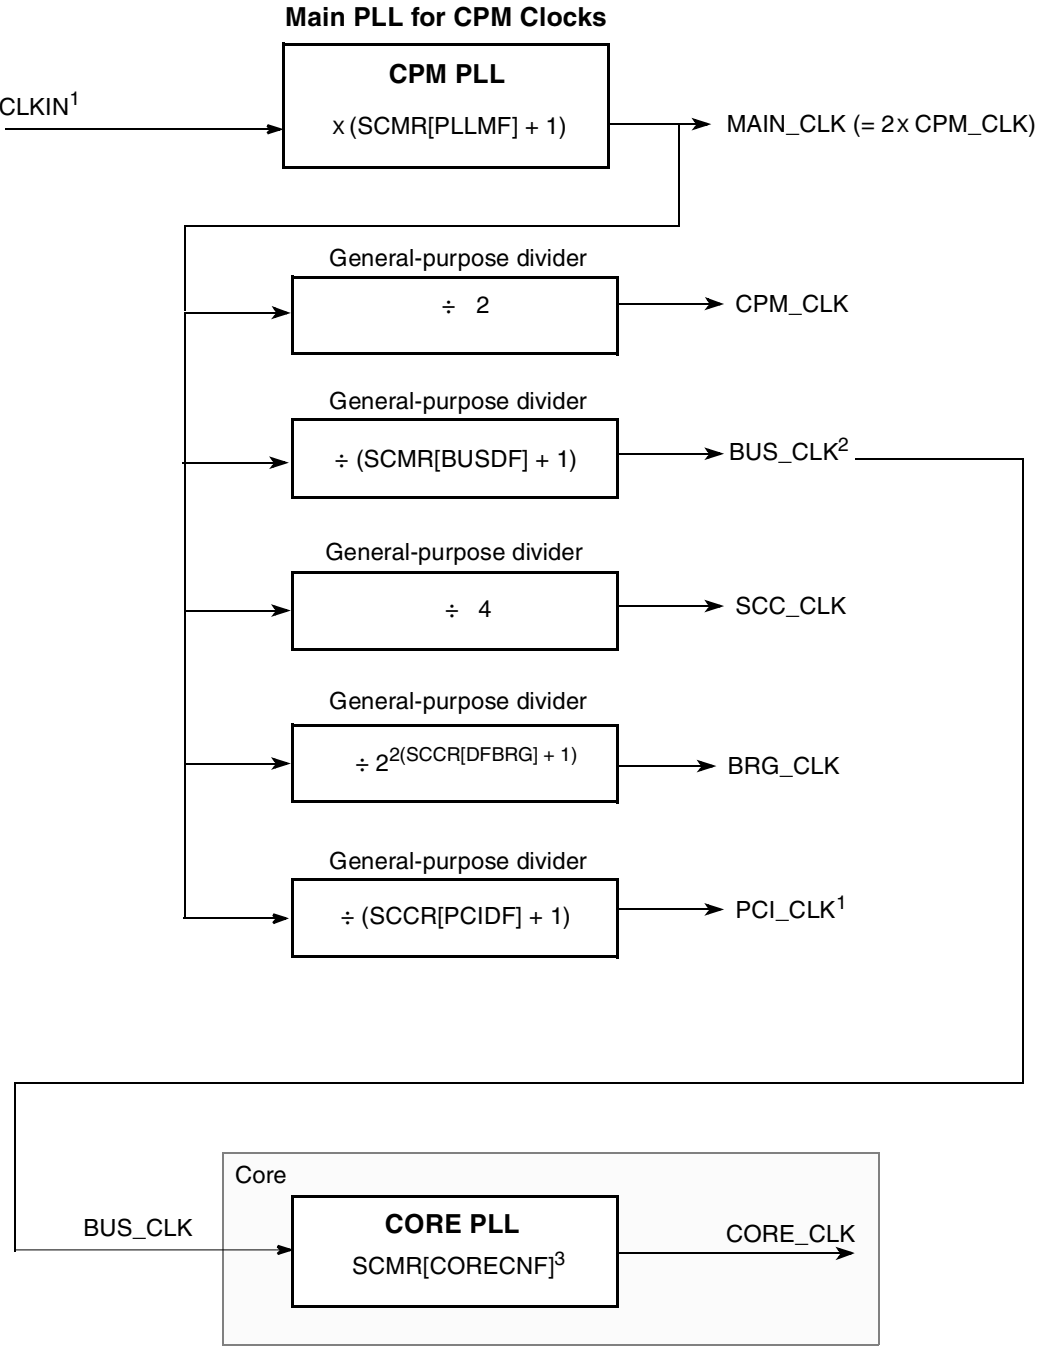 Main PLL for CPM Clocks
CPM PLL
x (SCMR[PLLMF] + 1)
CLKIN¹
MAIN_CLK (= 2x CPM_CLK)
General-purpose divider
÷ 2
CPM_CLK
General-purpose divider
÷ (SCMR[BUSDF] + 1)
BUS_CLK²
General-purpose divider
÷ 4
SCC_CLK
General-purpose divider
÷ 2^2(SCCR[DFBRG] + 1)
BRG_CLK
General-purpose divider
÷ (SCCR[PCIDF] + 1)
PCI_CLK¹
Core
BUS_CLK
CORE PLL
SCMR[CORECNF]³
CORE_CLK